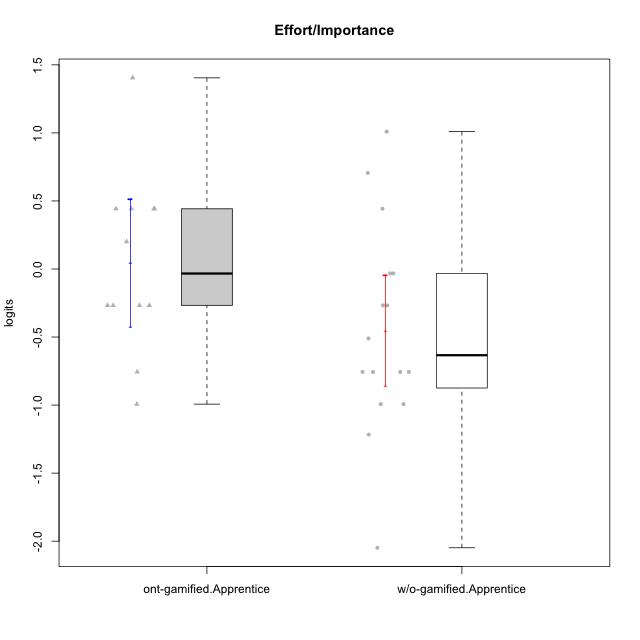 Effort/Importance
logits
1.5
1.0
0.5
0.0
-0.5
-1.0
-1.5
-2.0
ont-gamified.Apprentice
w/o-gamified.Apprentice